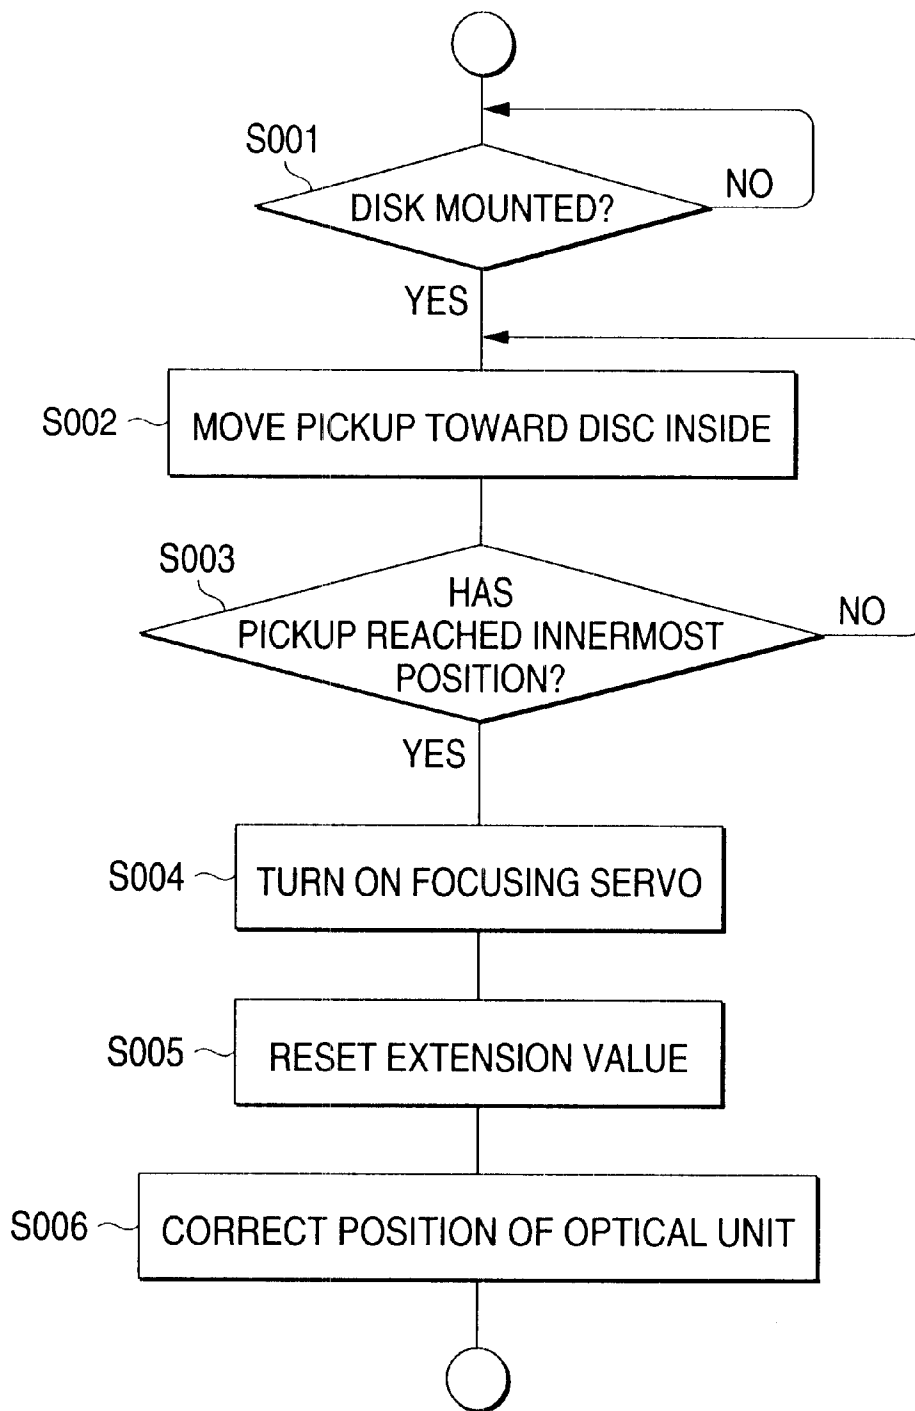 S001
DISK MOUNTED?
NO
YES
S002
MOVE PICKUP TOWARD DISC INSIDE
S003
HAS
PICKUP REACHED INNERMOST
POSITION?
NO
YES
S004
TURN ON FOCUSING SERVO
S005
RESET EXTENSION VALUE
S006
CORRECT POSITION OF OPTICAL UNIT